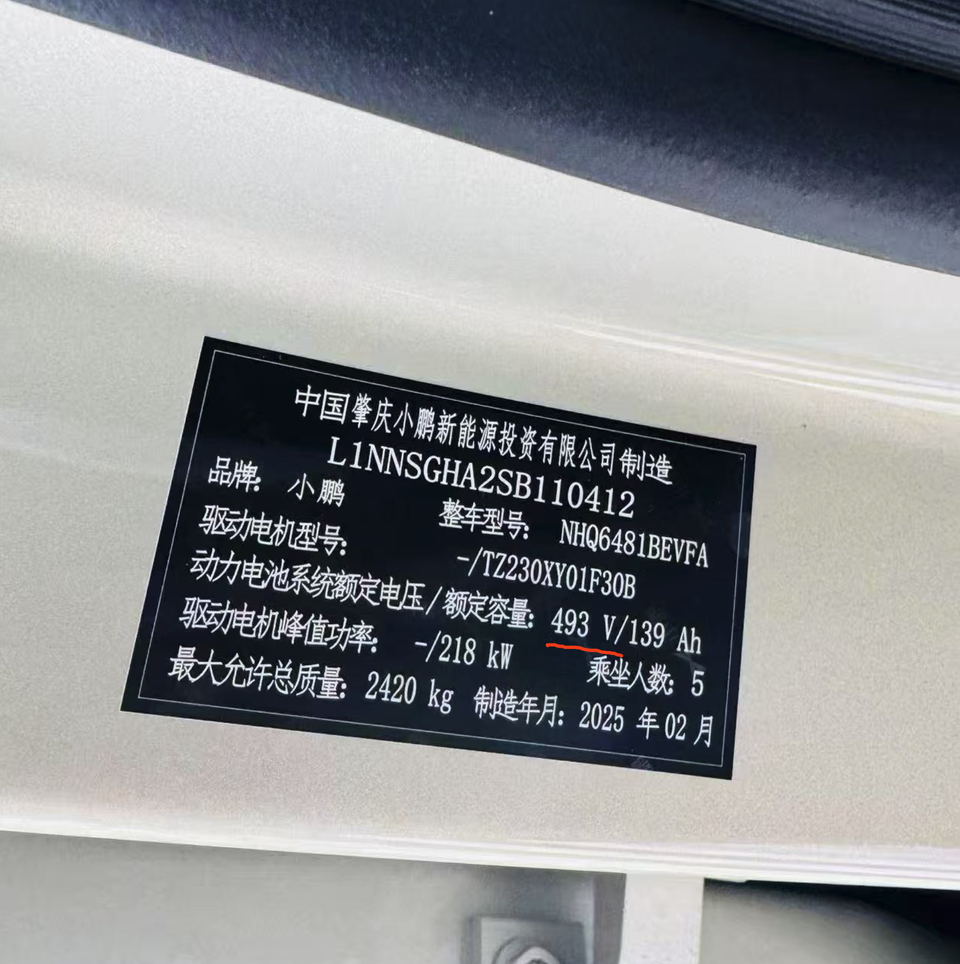 中国肇庆小鹏新能源投资有限公司制造
L1NNSGHA2SB110412
品牌: 小鹏 整车型号: NHQ6481BEVFA
驱动电机型号: -/TZ230XY01F30B
动力电池系统额定电压/额定容量: 493 V/139 Ah
驱动电机峰值功率: -/218 kW 乘坐人数: 5
最大允许总质量: 2420 kg 制造年月: 2025 年 02 月